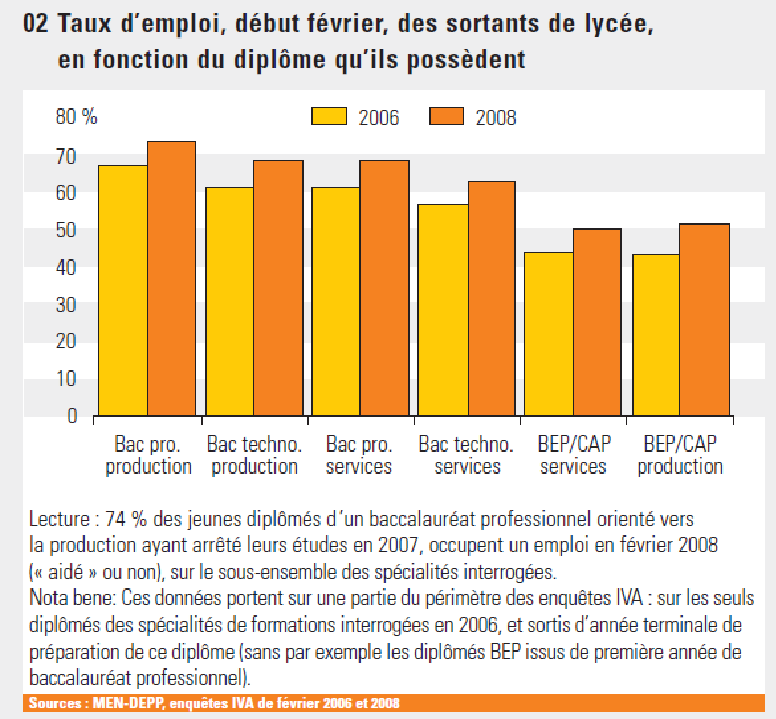 02 Taux d'emploi, début février, des sortants de lycée,
en fonction du diplôme qu'ils possèdent
80 %
2006
2008
70
60
50
40
30
20
10
0
Bac pro. Bac techno. Bac pro. Bac techno. BEP/CAP BEP/CAP
production production services services services production
Lecture : 74 % des jeunes diplômés d'un baccalauréat professionnel orienté vers
la production ayant arrêté leurs études en 2007, occupent un emploi en février 2008
(« aidé » ou non), sur le sous-ensemble des spécialités interrogées.
Nota bene: Ces données portent sur une partie du périmètre des enquêtes IVA : sur les seuls
diplômés des spécialités de formations interrogées en 2006, et sortis d'année terminale de
préparation de ce diplôme (sans par exemple les diplômés BEP issus de première année de
baccalauréat professionnel).
Sources : MEN-DEPP, enquêtes IVA de février 2006 et 2008